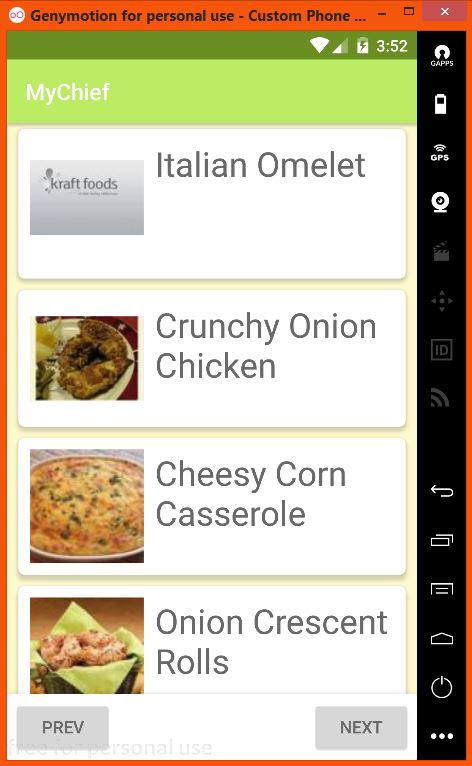 Genymotion for personal use - Custom Phone ...
GAPPS
3:52
MyChief
kraft foods
Italian Omelet
GPS
Crunchy Onion
Chicken
ID
Cheesy Corn
Casserole
Onion Crescent
Rolls
PREV
NEXT
free for personal use